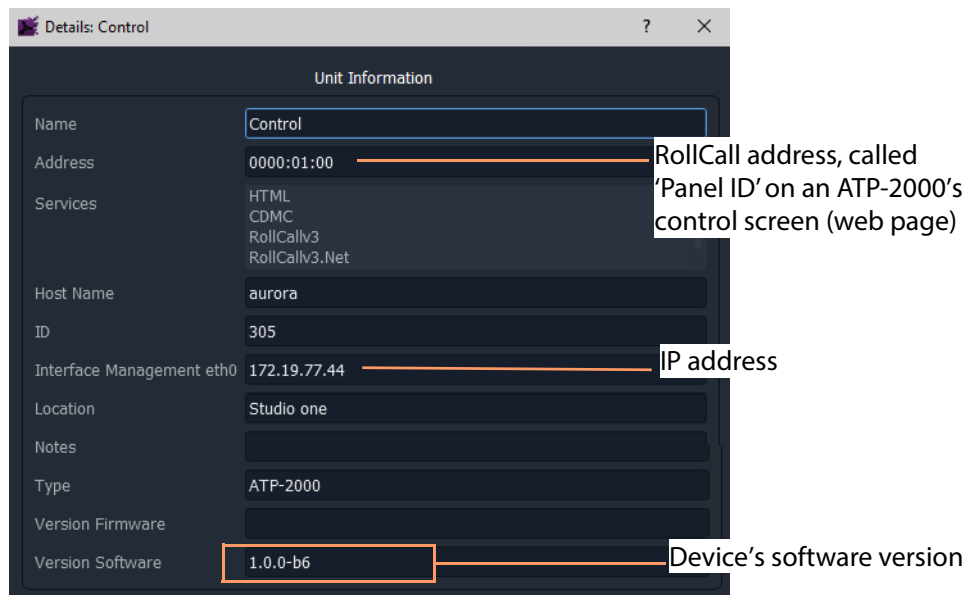 Details: Control
?
×
Unit Information
Name Control
Address 0000:01:00
RollCall address, called
‘Panel ID’ on an ATP-2000’s
control screen (web page)
Services HTML
CDMC
RollCallv3
RollCallv3.Net
Host Name aurora
ID 305
Interface Management eth0 172.19.77.44
IP address
Location Studio one
Notes
Type ATP-2000
Version Firmware
Version Software 1.0.0-b6
Device’s software version